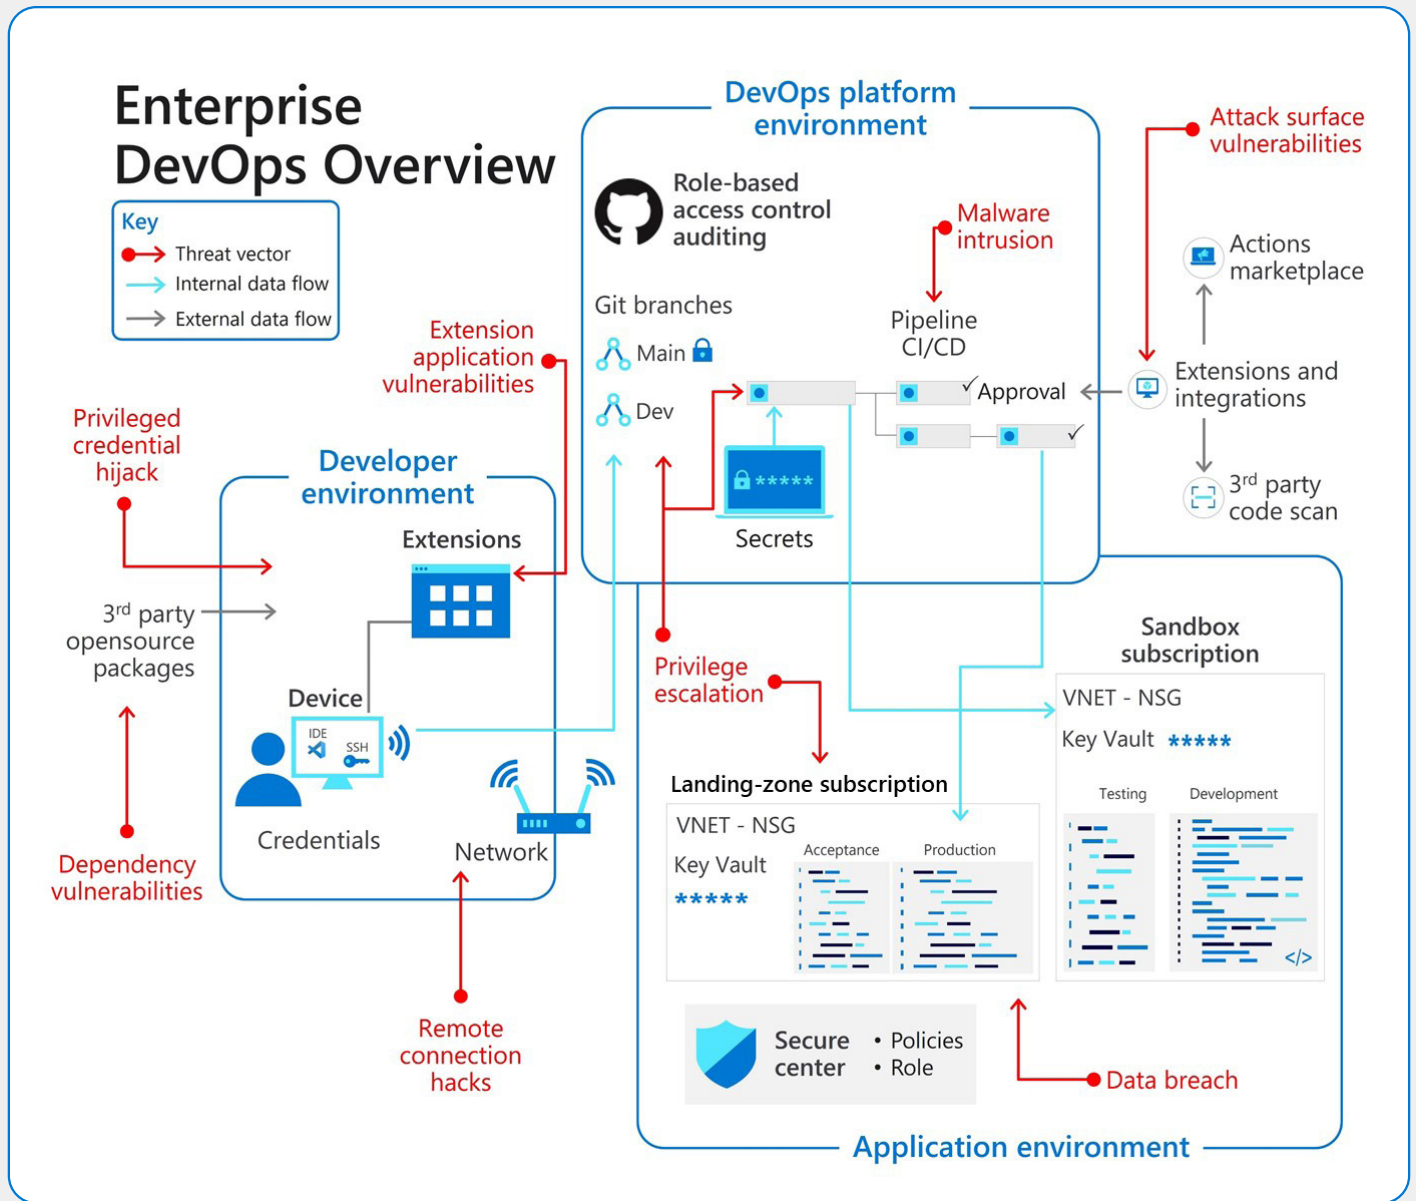 Enterprise
DevOps Overview
Key
Threat vector
Internal data flow
External data flow
DevOps platform
environment
Role-based
access control
auditing
Malware
intrusion
Git branches
Main
Dev
Pipeline
CI/CD
Approval
*****
Secrets
Attack surface
vulnerabilities
Actions
marketplace
Extensions and
integrations
3rd party
code scan
Extension
application
vulnerabilities
Privileged
credential
hijack
Developer
environment
Extensions
3rd party
opensource
packages
Device
IDE
SSH
Credentials
Network
Dependency
vulnerabilities
Remote
connection
hacks
Privilege
escalation
Landing-zone subscription
VNET - NSG
Key Vault
*****
Acceptance
Production
Sandbox
subscription
VNET - NSG
Key Vault *****
Testing
Development
</>
Secure
center
• Policies
• Role
Data breach
Application environment